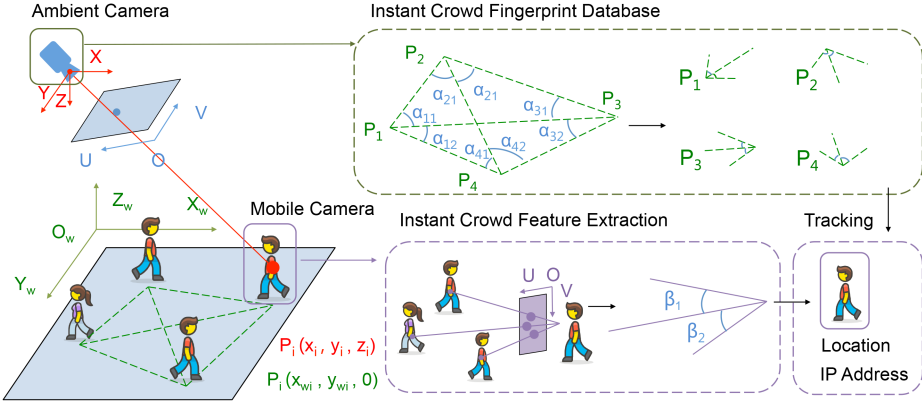 Ambient Camera
Instant Crowd Fingerprint Database
X
Y
Z
V
U
O
P2
α21
α21
P3
α31
α11
P1
α12
α32
α41
α42
P4
P1
P2
P3
P4
Zw
Xw
Ow
Yw
Mobile Camera
Instant Crowd Feature Extraction
Tracking
U
O
V
β1
β2
Pi (xi , yi , zi)
Pi (xwi , ywi , 0)
Location
IP Address